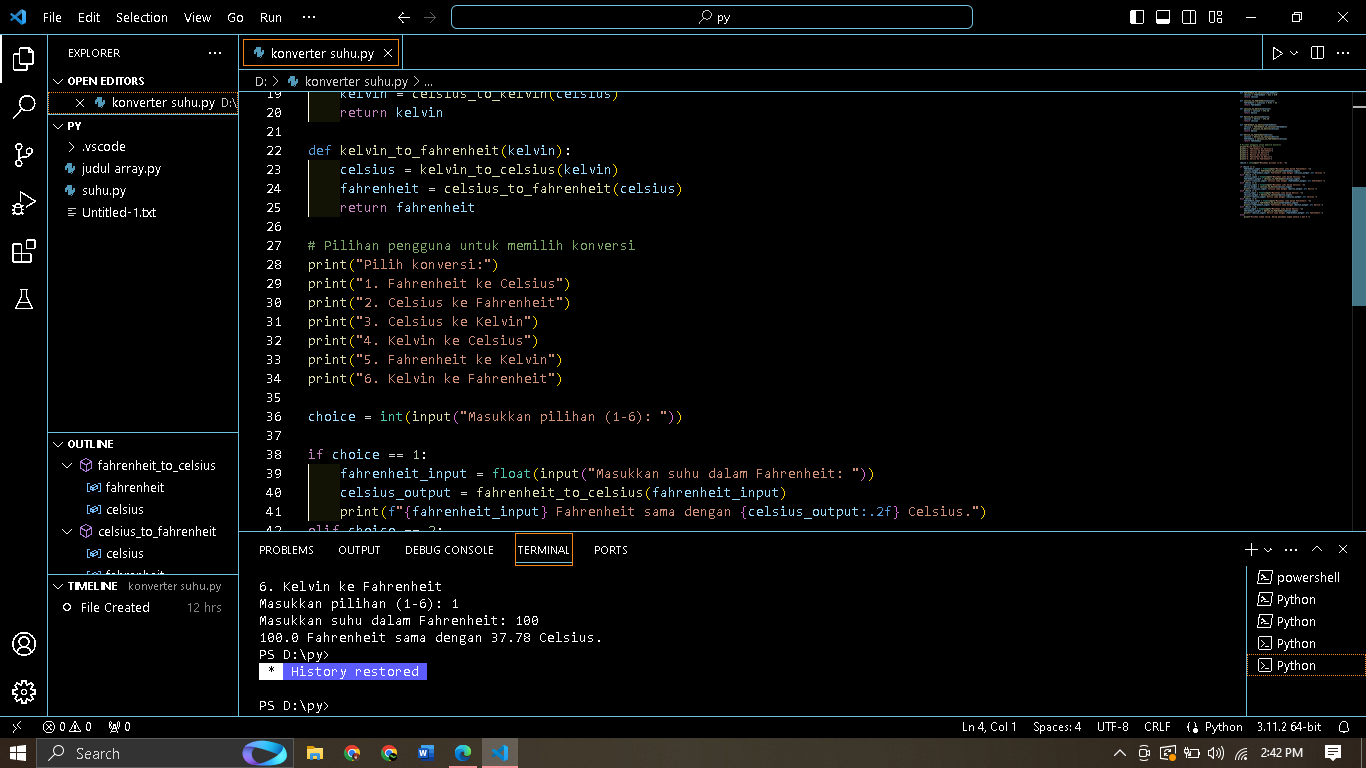 File Edit Selection View Go Run ···
py
EXPLORER ···
OPEN EDITORS
konverter suhu.py D:\
PY
.vscode
judul array.py
suhu.py
Untitled-1.txt
OUTLINE
fahrenheit_to_celsius
fahrenheit
celsius
celsius_to_fahrenheit
celsius
fahrenheit
TIMELINE konverter suhu.py
File Created 12 hrs
konverter suhu.py
D: > konverter suhu.py > ...
19 kelvin = celsius_to_kelvin(celsius)
20 return kelvin
21
22 def kelvin_to_fahrenheit(kelvin):
23 celsius = kelvin_to_celsius(kelvin)
24 fahrenheit = celsius_to_fahrenheit(celsius)
25 return fahrenheit
26
27 # Pilihan pengguna untuk memilih konversi
28 print("Pilih konversi:")
29 print("1. Fahrenheit ke Celsius")
30 print("2. Celsius ke Fahrenheit")
31 print("3. Celsius ke Kelvin")
32 print("4. Kelvin ke Celsius")
33 print("5. Fahrenheit ke Kelvin")
34 print("6. Kelvin ke Fahrenheit")
35
36 choice = int(input("Masukkan pilihan (1-6): "))
37
38 if choice == 1:
39 fahrenheit_input = float(input("Masukkan suhu dalam Fahrenheit: "))
40 celsius_output = fahrenheit_to_celsius(fahrenheit_input)
41 print(f"{fahrenheit_input} Fahrenheit sama dengan {celsius_output:.2f} Celsius.")
42 elif choice == 2:
PROBLEMS OUTPUT DEBUG CONSOLE TERMINAL PORTS
6. Kelvin ke Fahrenheit
Masukkan pilihan (1-6): 1
Masukkan suhu dalam Fahrenheit: 100
100.0 Fahrenheit sama dengan 37.78 Celsius.
PS D:\py>
* History restored
PS D:\py>
powershell
Python
Python
Python
Python
0 0 0 Ln 4, Col 1 Spaces: 4 UTF-8 CRLF Python 3.11.2 64-bit
Search 2:42 PM